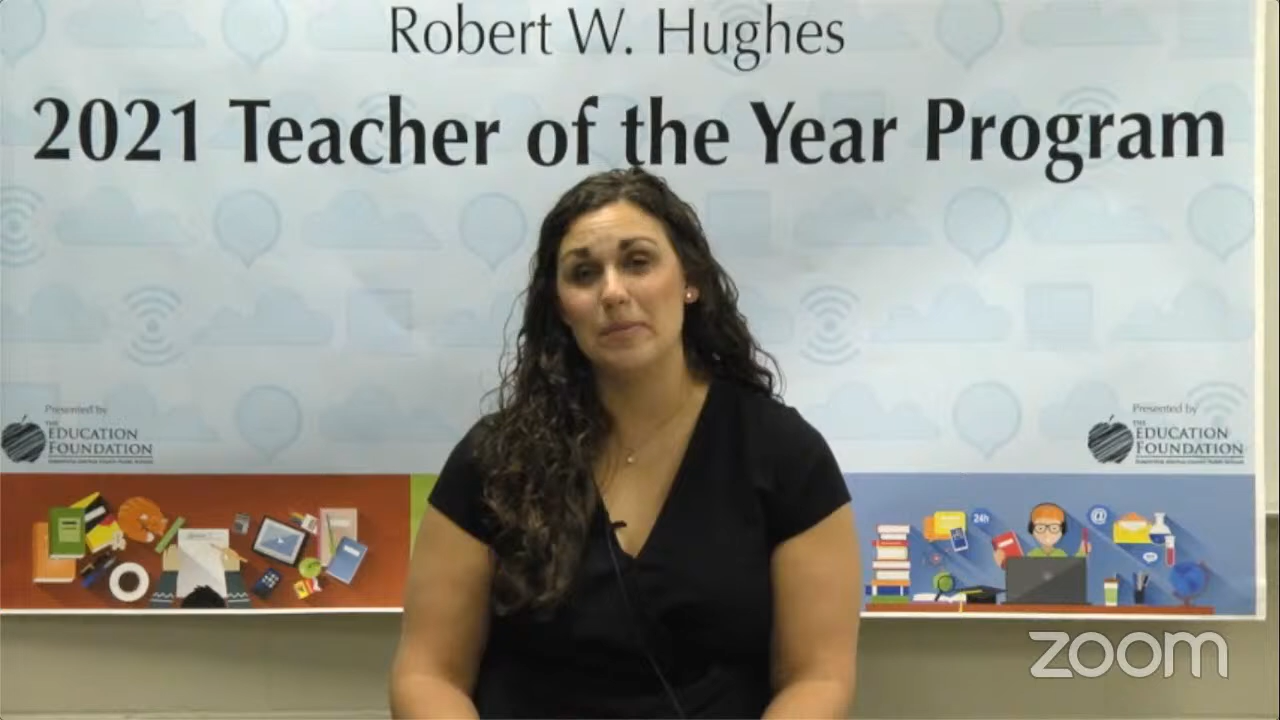 Robert W. Hughes
2021 Teacher of the Year Program
Presented by
THE
EDUCATION
FOUNDATION
Presented by
THE
EDUCATION
FOUNDATION
24h
@
zoom